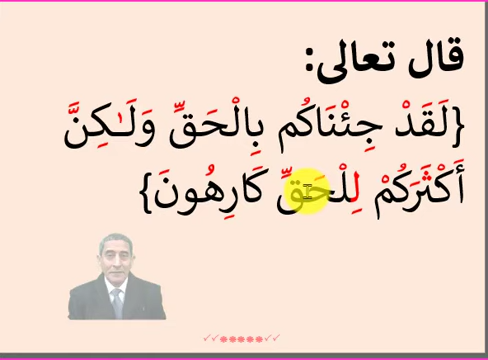 قال تعالى:
{لَقَدْ جِئْنَاكُم بِالْحَقِّ وَلَـٰكِنَّ
أَكْثَرَكُمْ لِلْحَقِّ كَارِهُونَ}